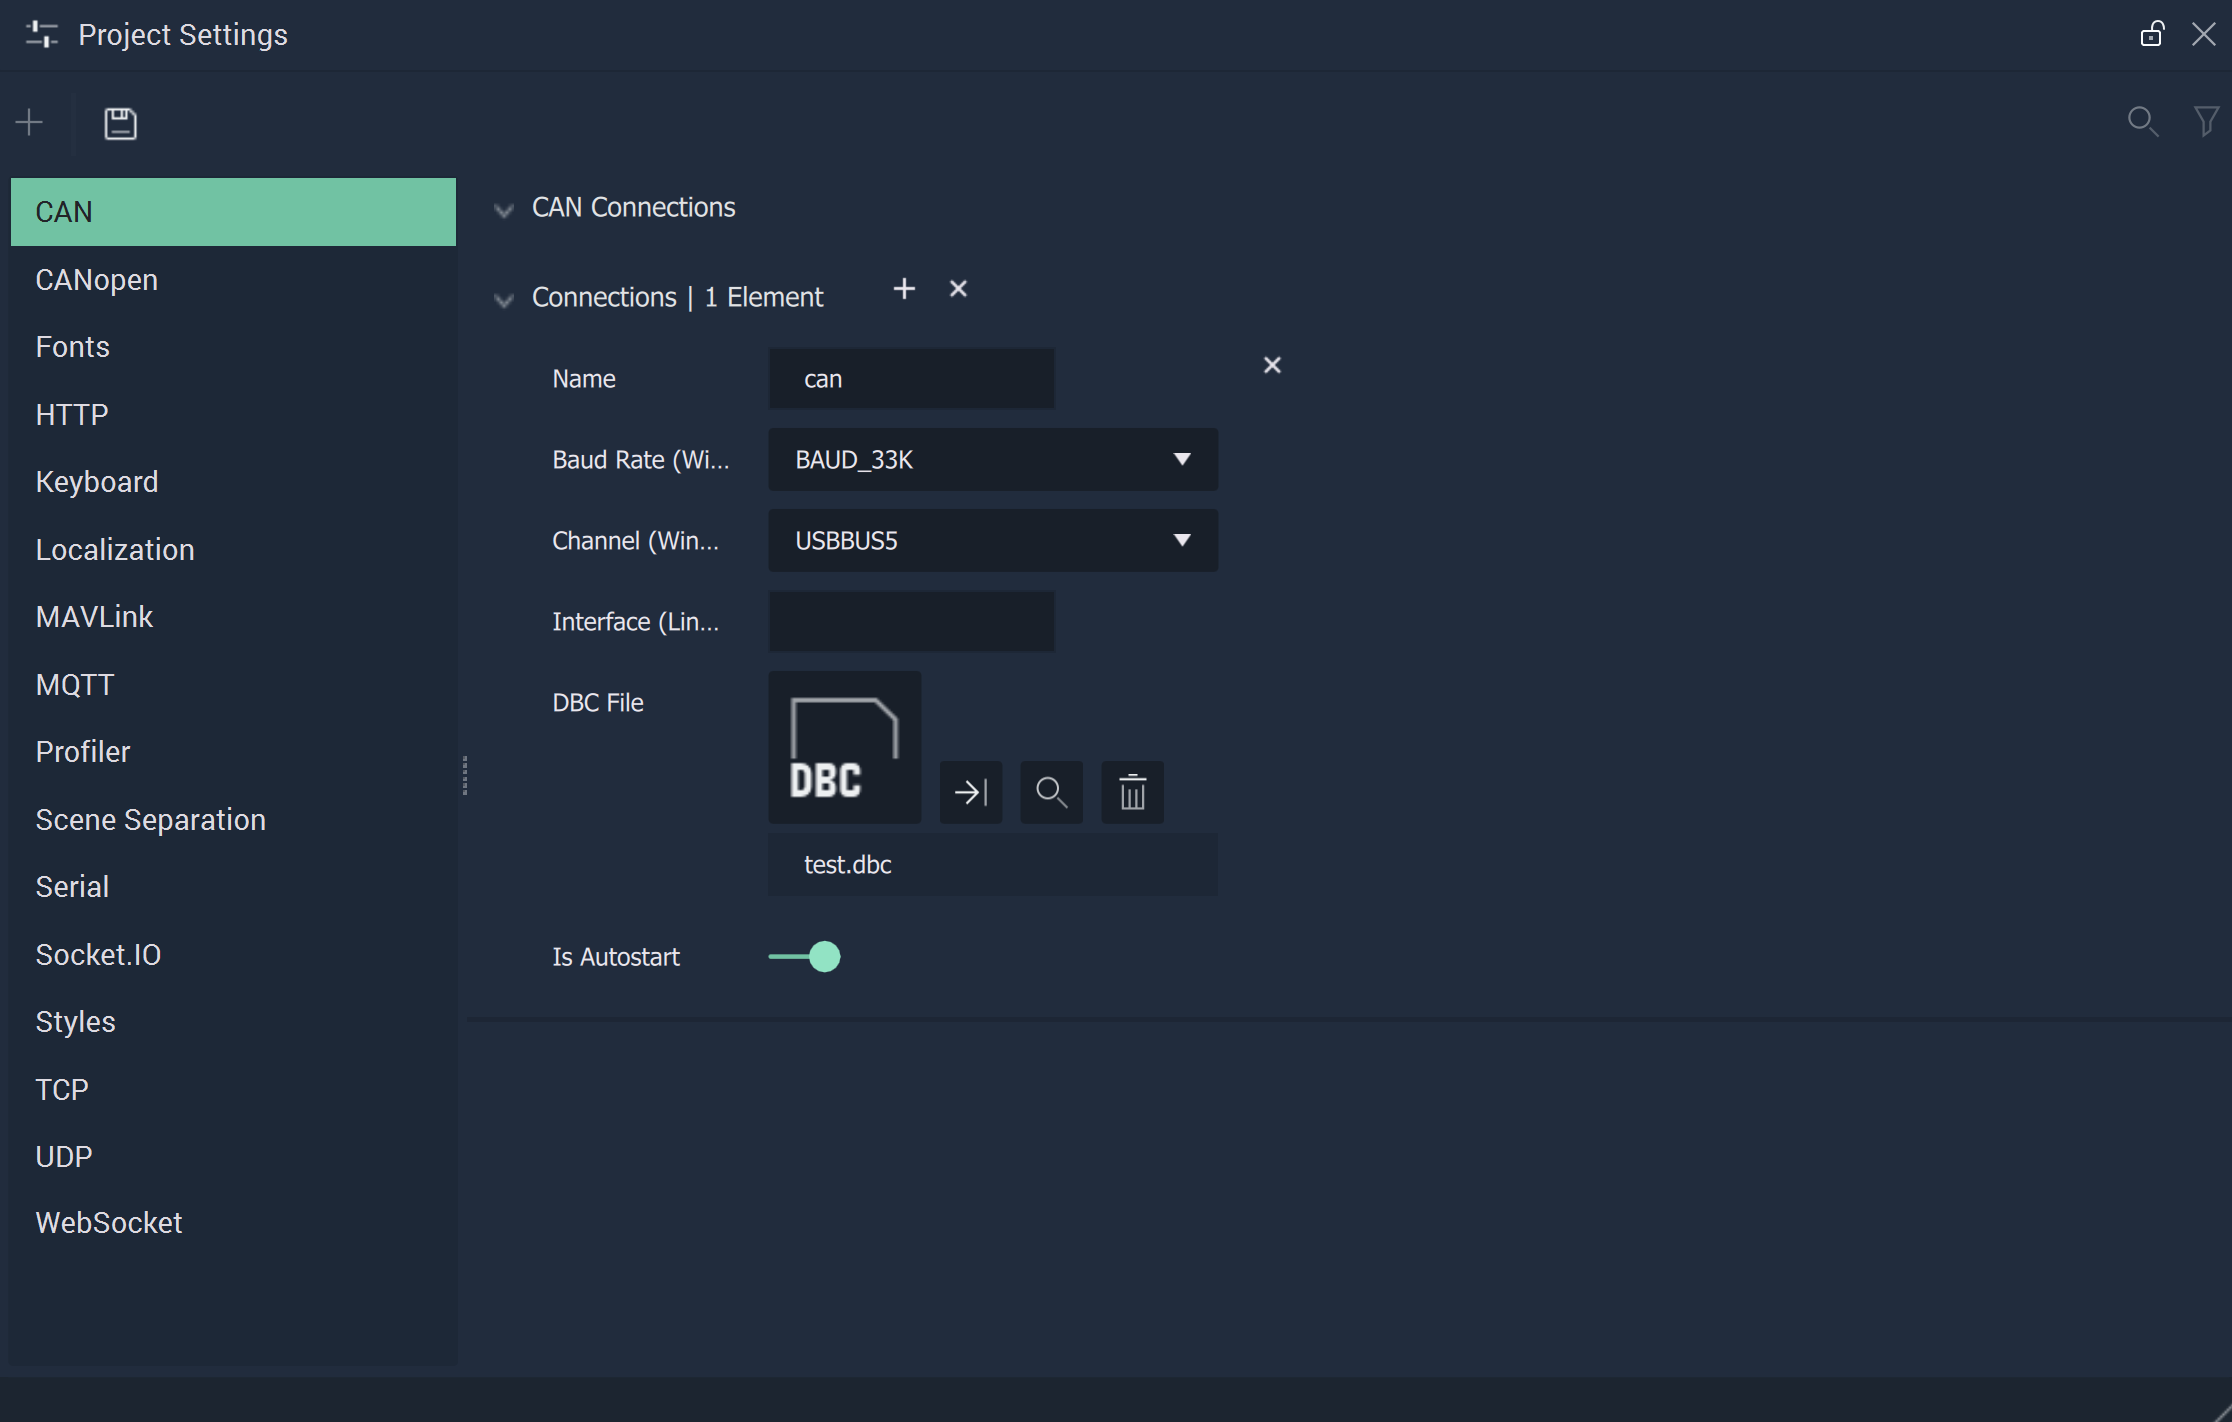 Project Settings
CAN
CANopen
Fonts
HTTP
Keyboard
Localization
MAVLink
MQTT
Profiler
Scene Separation
Serial
Socket.IO
Styles
TCP
UDP
WebSocket
CAN Connections
Connections | 1 Element
Name can
Baud Rate (Wi... BAUD_33K
Channel (Win... USBBUS5
Interface (Lin...
DBC File
DBC
test.dbc
Is Autostart